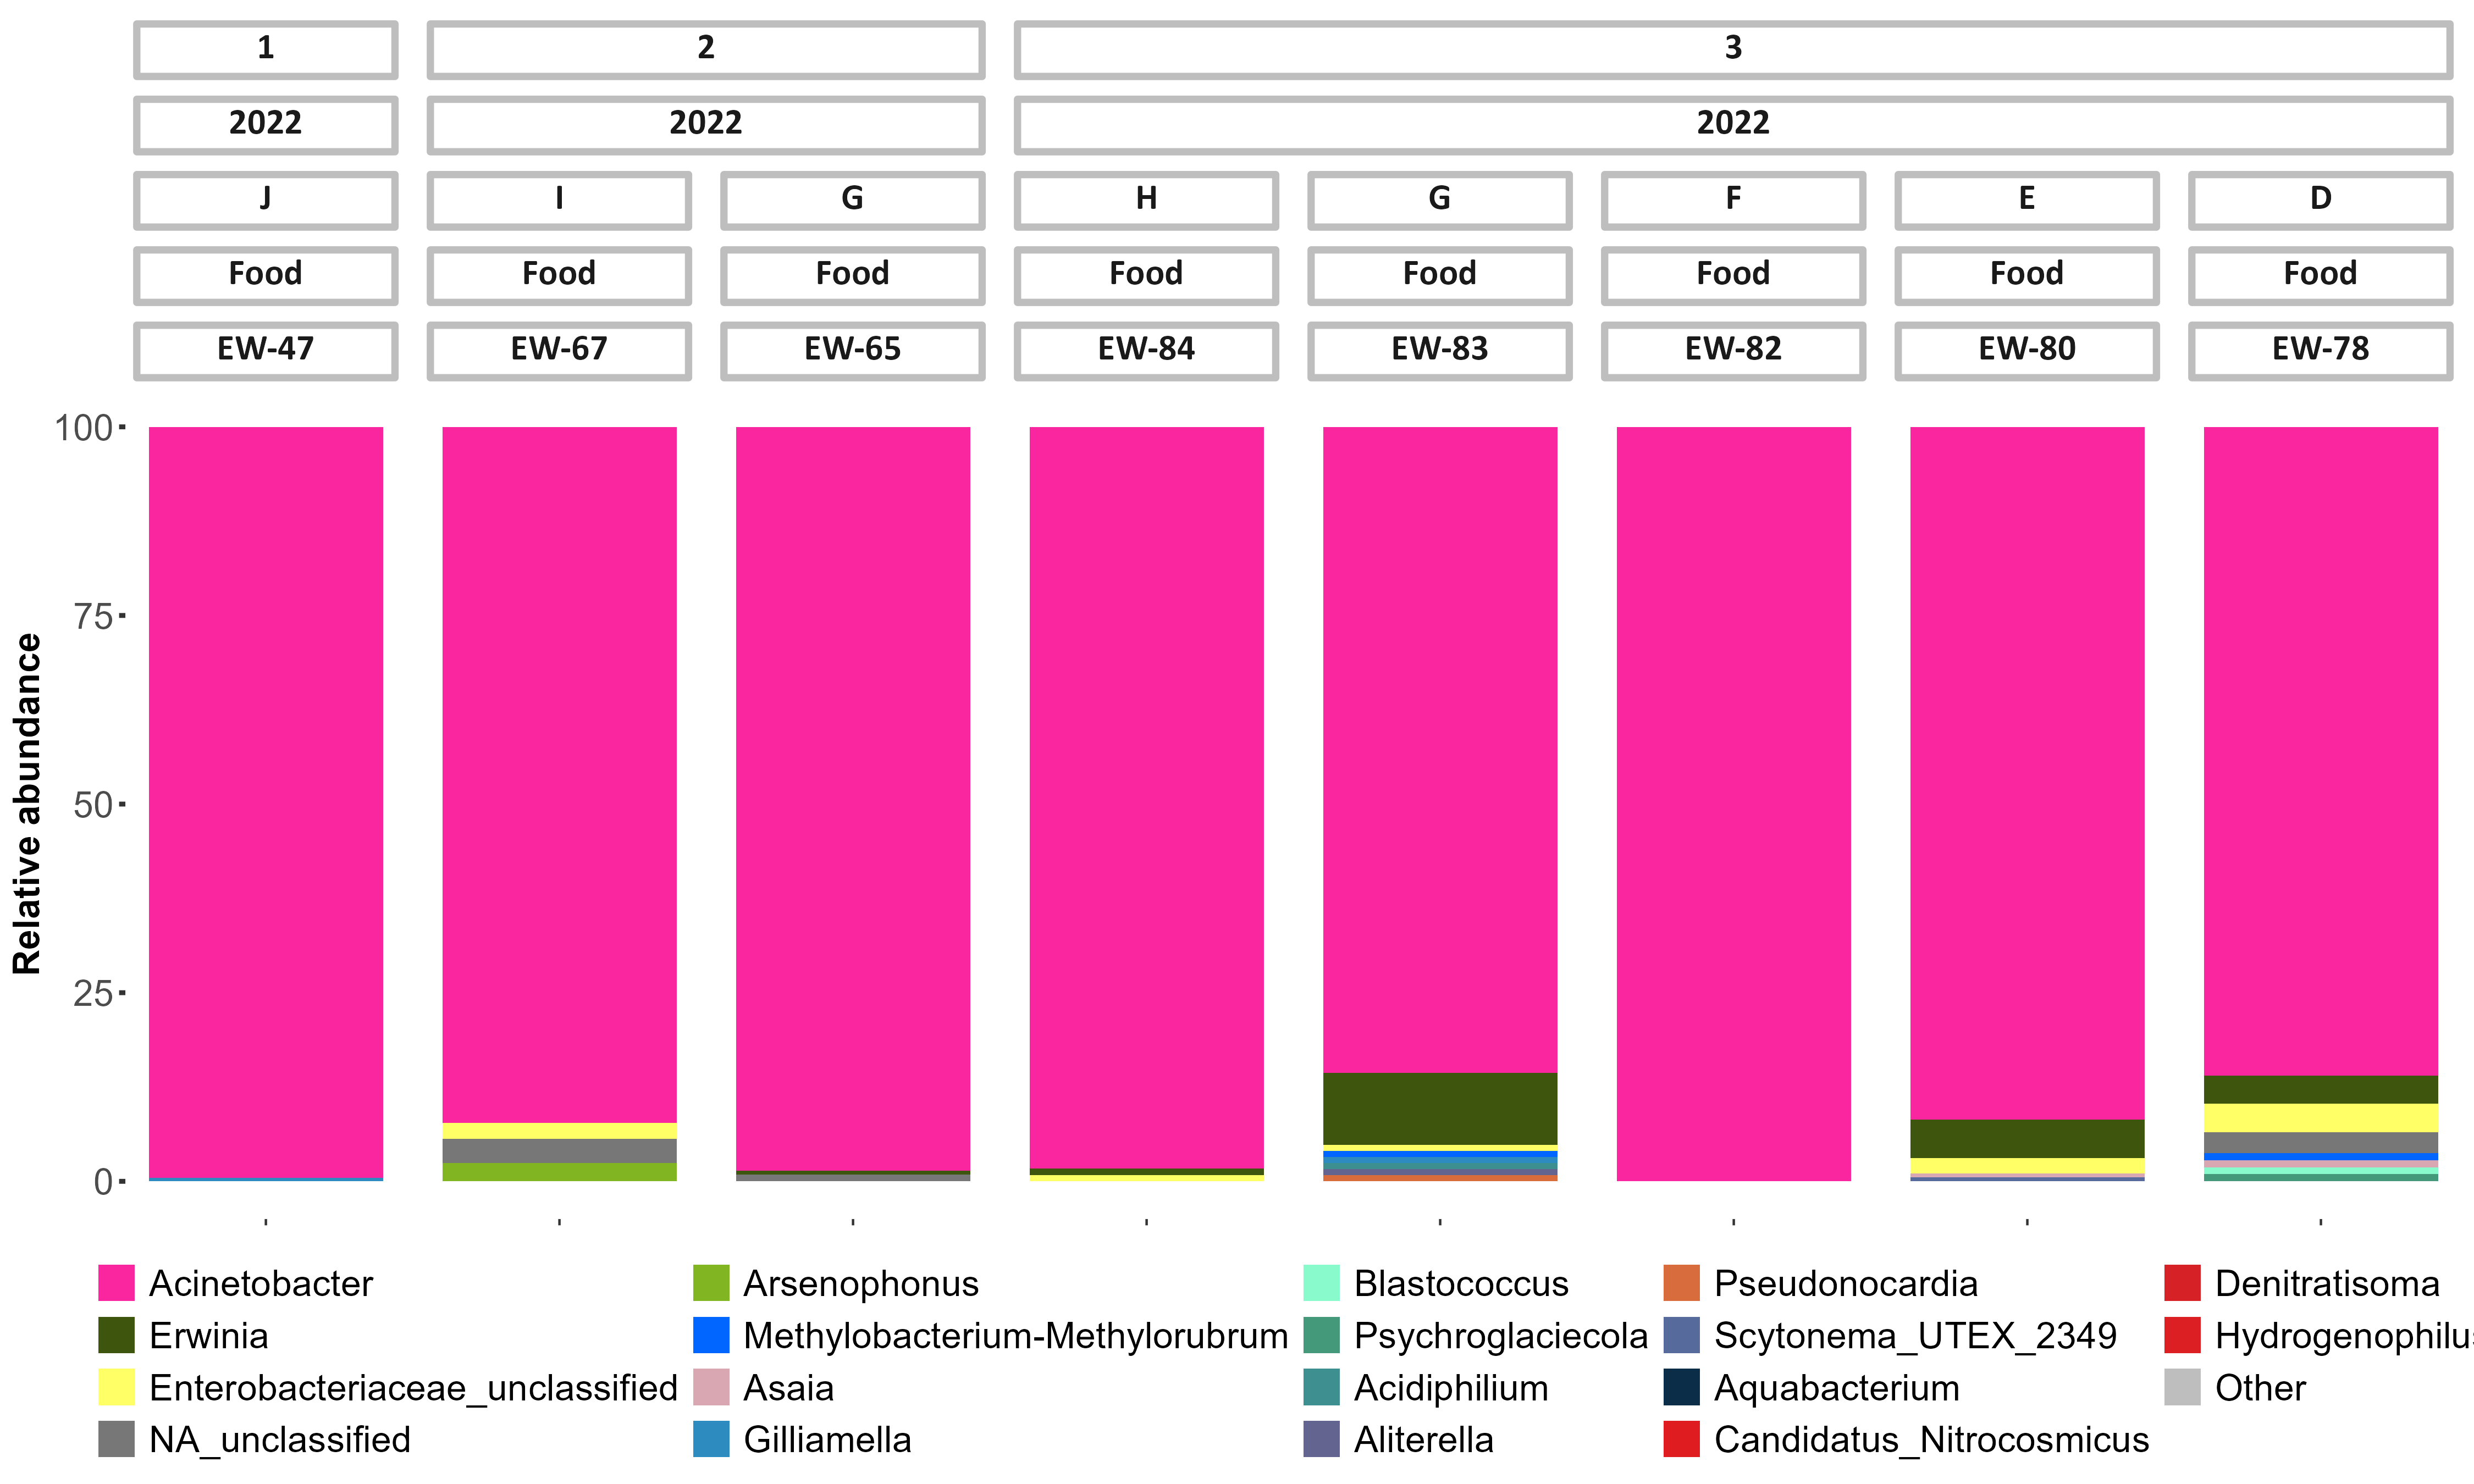 1 2 3
2022 2022 2022
J I G H G F E D
Food Food Food Food Food Food Food Food
EW-47 EW-67 EW-65 EW-84 EW-83 EW-82 EW-80 EW-78
100
75
50
25
0
Relative abundance
Acinetobacter Arsenophonus Blastococcus Pseudonocardia Denitratisoma
Erwinia Methylobacterium-Methylorubrum Psychroglaciecola Scytonema_UTEX_2349 Hydrogenophilus
Enterobacteriaceae_unclassified Asaia Acidiphilium Aquabacterium Other
NA_unclassified Gilliamella Aliterella Candidatus_Nitrocosmicus